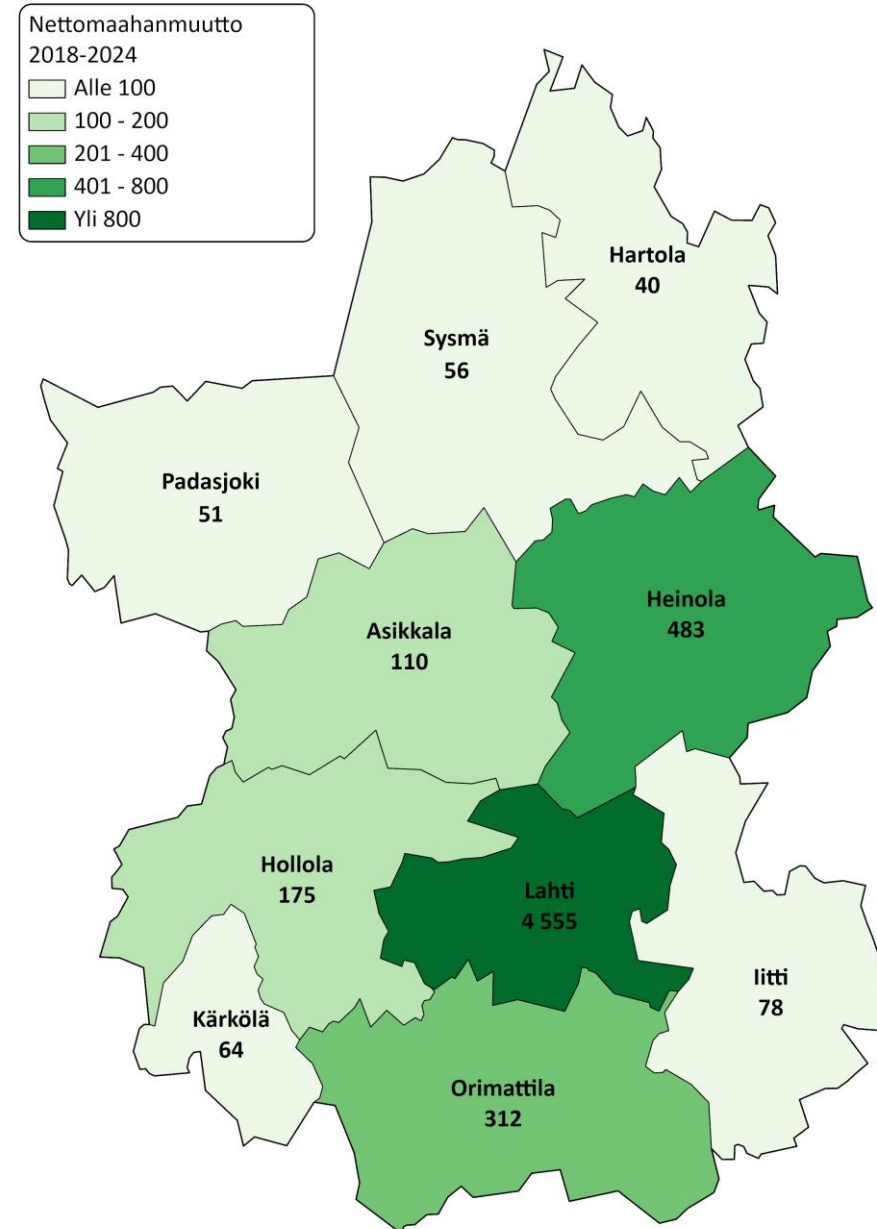 Nettomaahanmuutto
2018-2024
Alle 100
100 - 200
201 - 400
401 - 800
Yli 800
Hartola
40
Sysmä
56
Padasjoki
51
Heinola
483
Asikkala
110
Hollola
175
Lahti
4 555
Iitti
78
Kärkölä
64
Orimattila
312